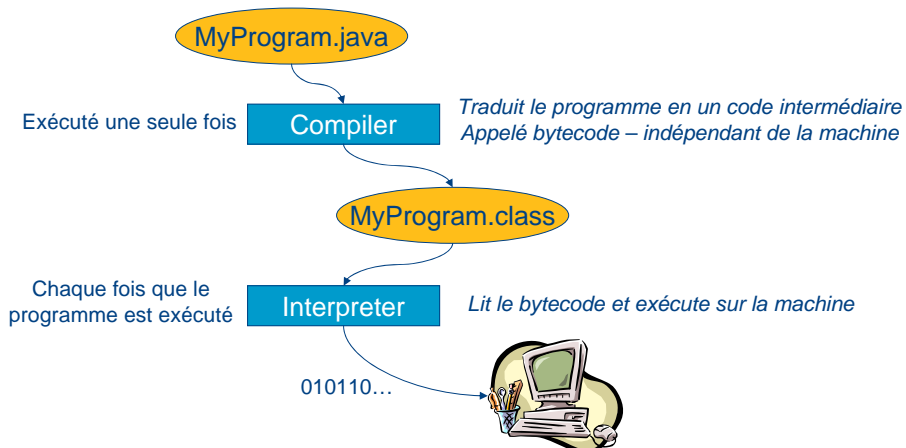 MyProgram.java
Exécuté une seule fois
Compiler
Traduit le programme en un code intermédiaire
Appelé bytecode – indépendant de la machine
MyProgram.class
Chaque fois que le
programme est exécuté
Interpreter
Lit le bytecode et exécute sur la machine
010110…